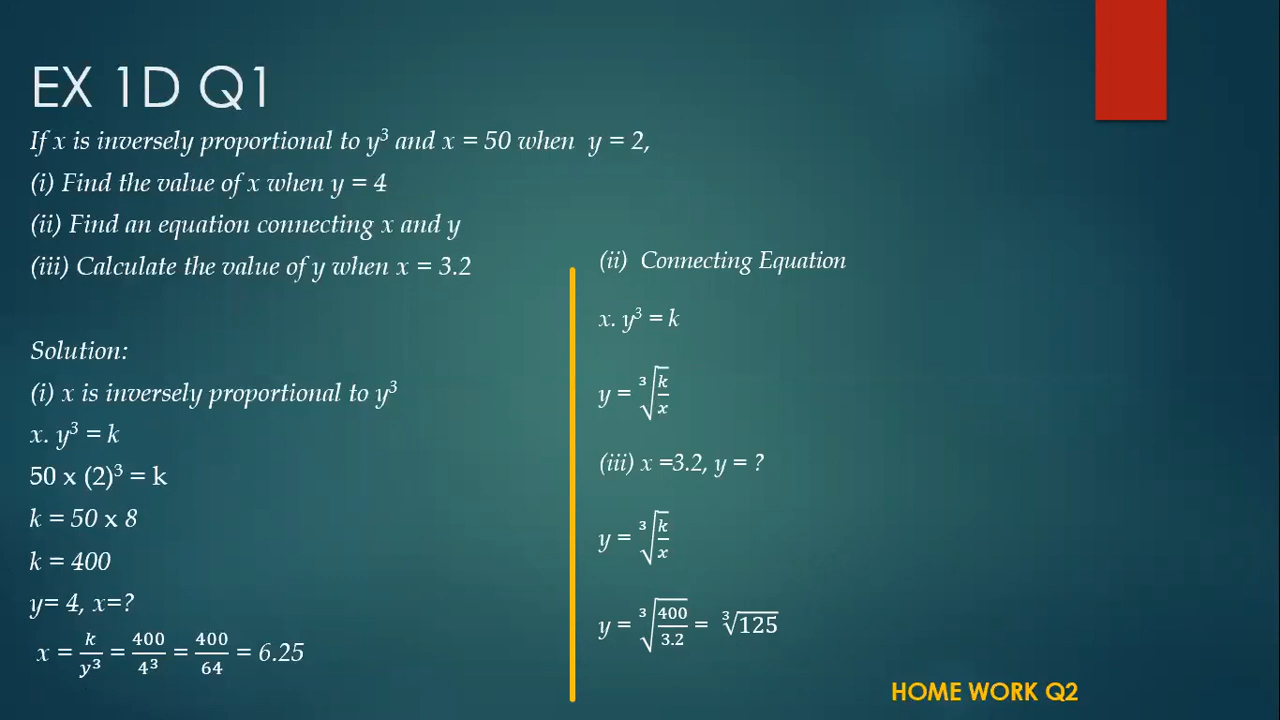 EX 1D Q1
If x is inversely proportional to y³ and x = 50 when y = 2,
(i) Find the value of x when y = 4
(ii) Find an equation connecting x and y
(iii) Calculate the value of y when x = 3.2
Solution:
(i) x is inversely proportional to y³
x. y³ = k
50 x (2)³ = k
k = 50 x 8
k = 400
y= 4, x=?
x = k/y³ = 400/4³ = 400/64 = 6.25
(ii) Connecting Equation
x. y³ = k
y = ∛(k/x)
(iii) x =3.2, y = ?
y = ∛(k/x)
y = ∛(400/3.2) = ∛125
HOME WORK Q2